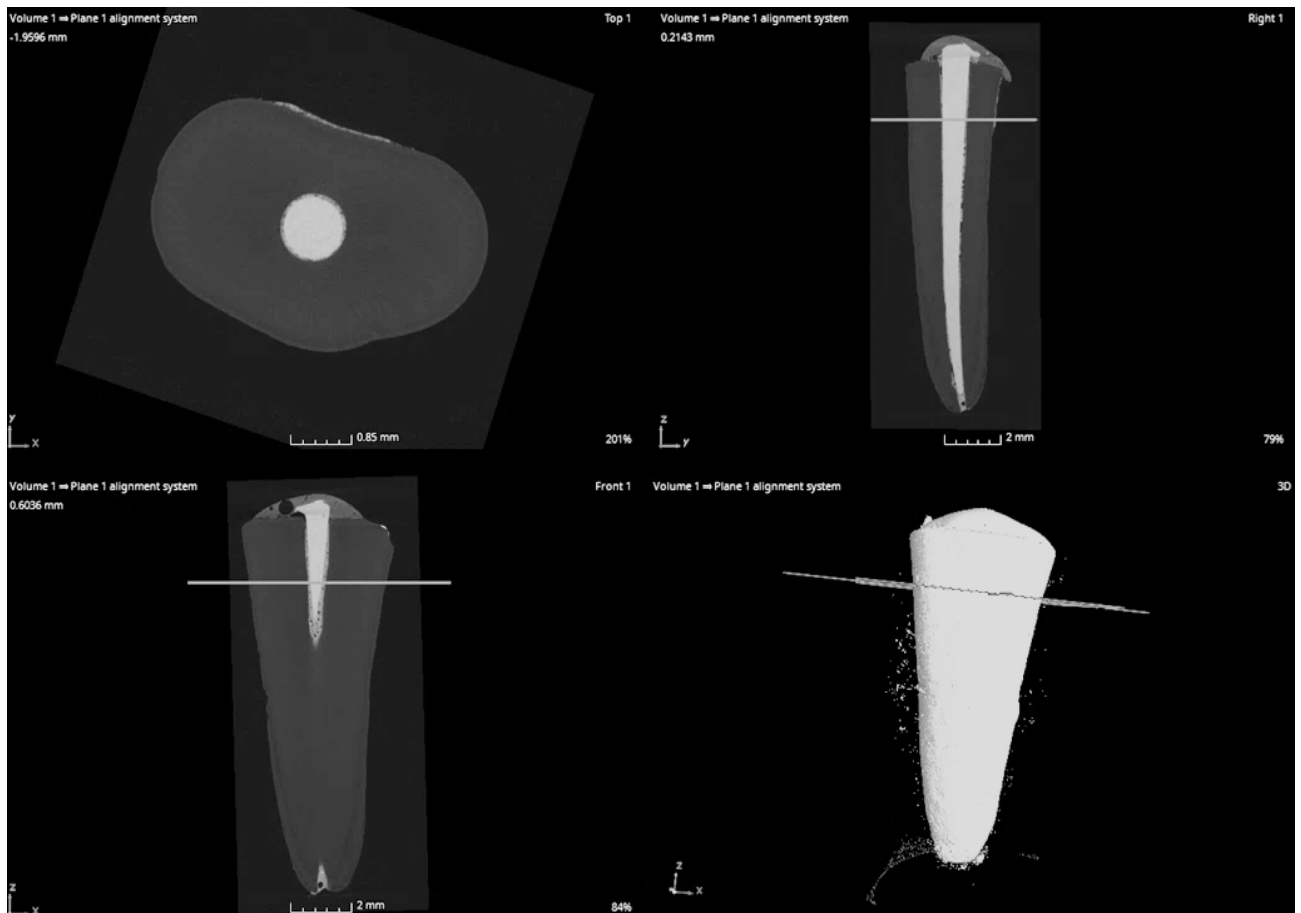 Volume 1 ⇒ Plane 1 alignment system
Top 1
-1.9596 mm
y
x
0.85 mm
201%
Volume 1 ⇒ Plane 1 alignment system
Right 1
0.2143 mm
z
y
2 mm
79%
Volume 1 ⇒ Plane 1 alignment system
Front 1
0.6036 mm
z
x
2 mm
84%
Volume 1 ⇒ Plane 1 alignment system
3D
z
x